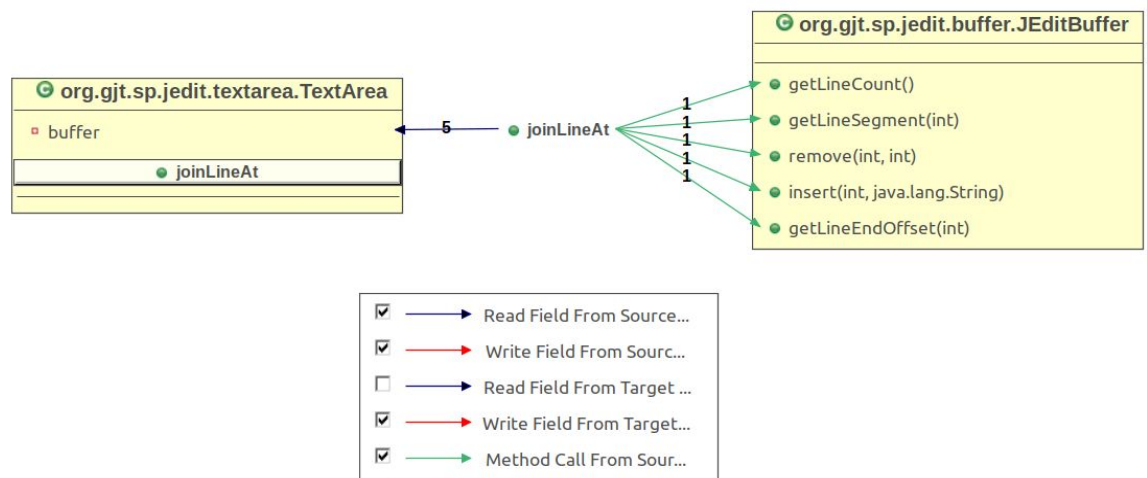 org.gjt.sp.jedit.textarea.TextArea
buffer
joinLineAt
5
joinLineAt
1
1
1
1
1
org.gjt.sp.jedit.buffer.JEditBuffer
getLineCount()
getLineSegment(int)
remove(int, int)
insert(int, java.lang.String)
getLineEndOffset(int)
Read Field From Source...
Write Field From Sourc...
Read Field From Target ...
Write Field From Target...
Method Call From Sour...